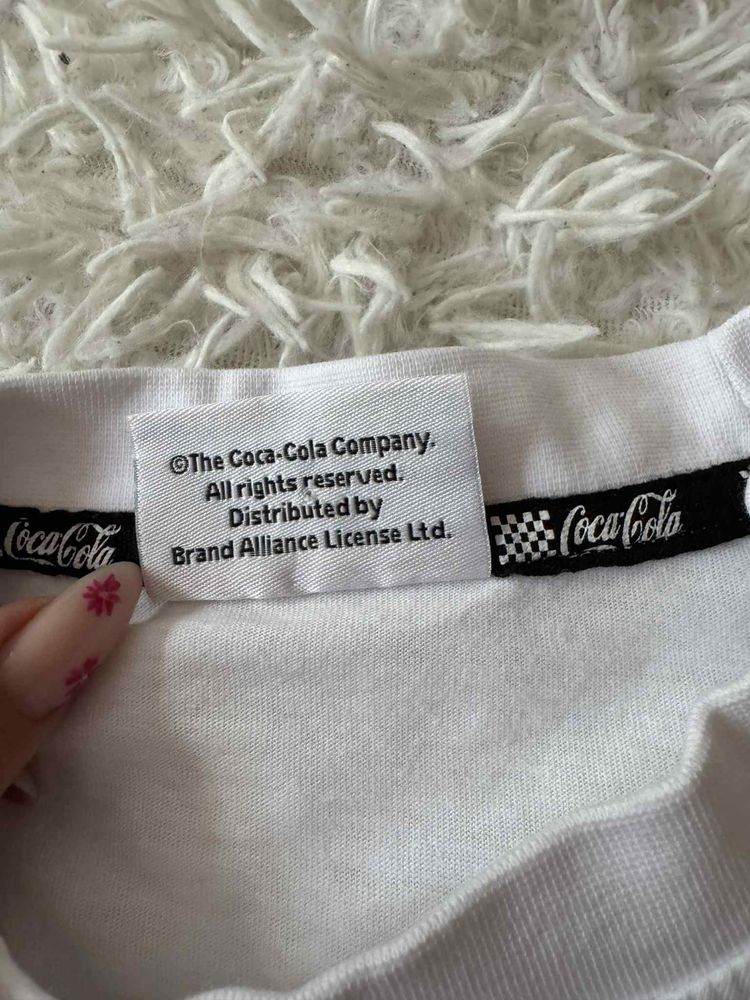 ©The Coca-Cola Company.
All rights reserved.
Distributed by
Brand Alliance License Ltd.
Coca-Cola
Coca-Cola